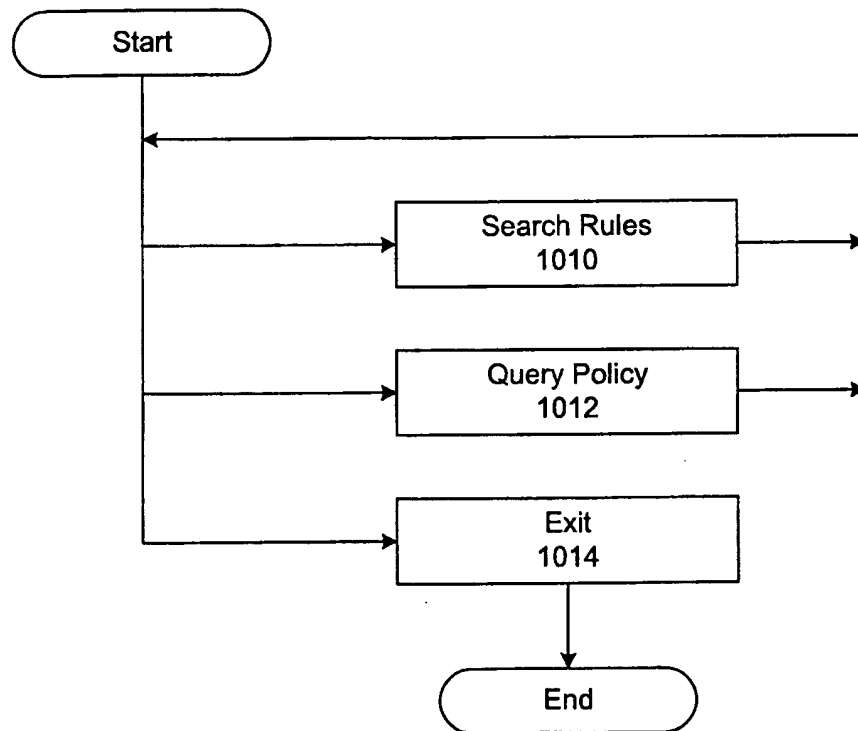 Start
Search Rules
1010
Query Policy
1012
Exit
1014
End